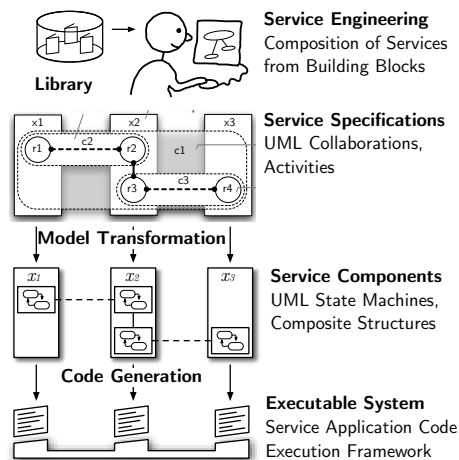 Service Engineering
Composition of Services
from Building Blocks
Library
Service Specifications
UML Collaborations,
Activities
x1 x2 x3
r1 c2 r2 c1
r3 c3 r4
Model Transformation
Service Components
UML State Machines,
Composite Structures
x1 x2 x3
Code Generation
Executable System
Service Application Code
Execution Framework